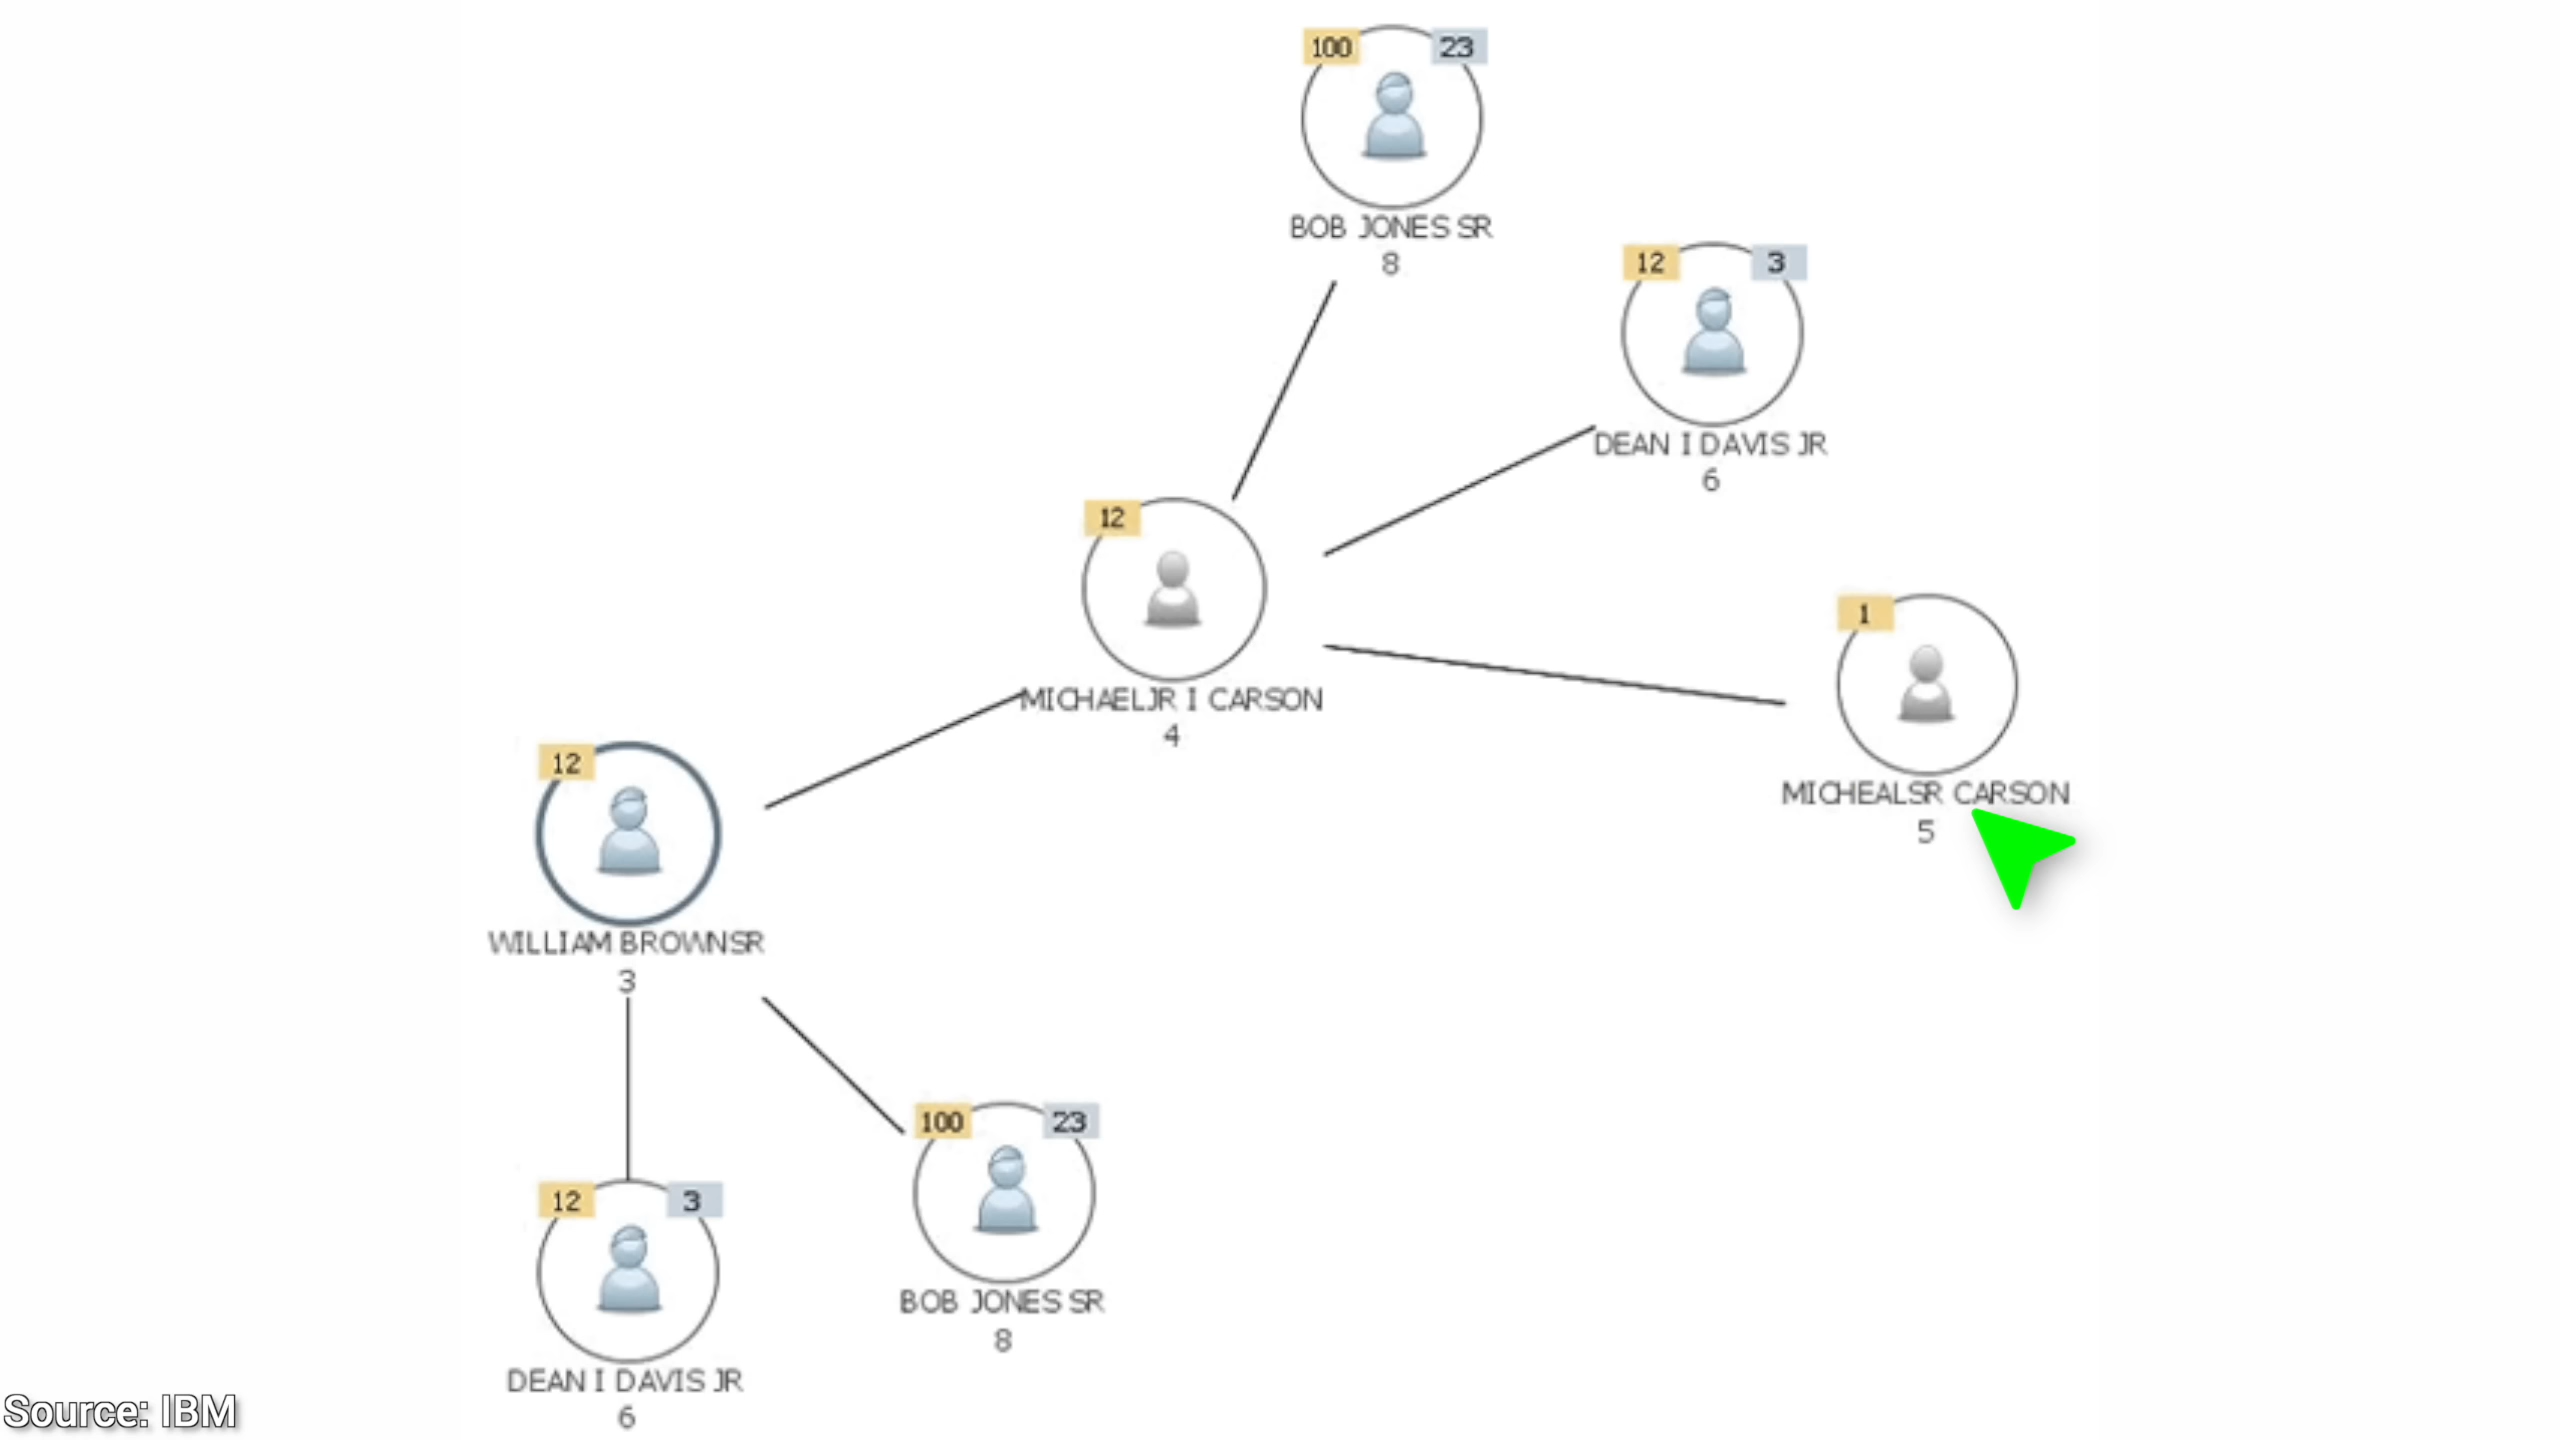 100 23
BOB JONES SR
8
12 3
DEAN I DAVIS JR
6
12
MICHAELJR I CARSON
4
1
MICHEALSR CARSON
5
12
WILLIAM BROWNSR
3
100 23
BOB JONES SR
8
12 3
DEAN I DAVIS JR
6
Source: IBM